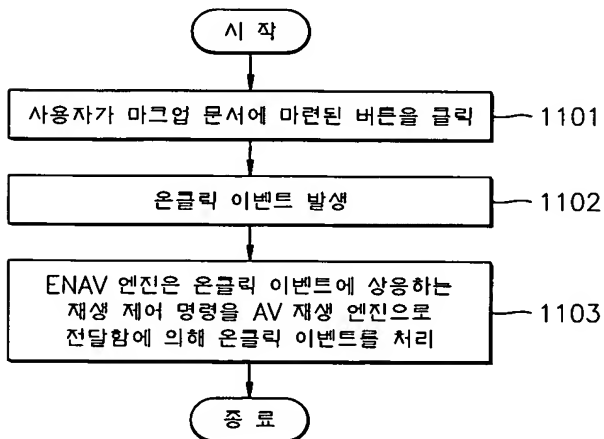 시 작
사용자가 마크업 문서에 마련된 버튼을 클릭
1101
온클릭 이벤트 발생
1102
ENAV 엔진은 온클릭 이벤트에 상응하는
재생 제어 명령을 AV 재생 엔진으로
전달함에 의해 온클릭 이벤트를 처리
1103
종 료